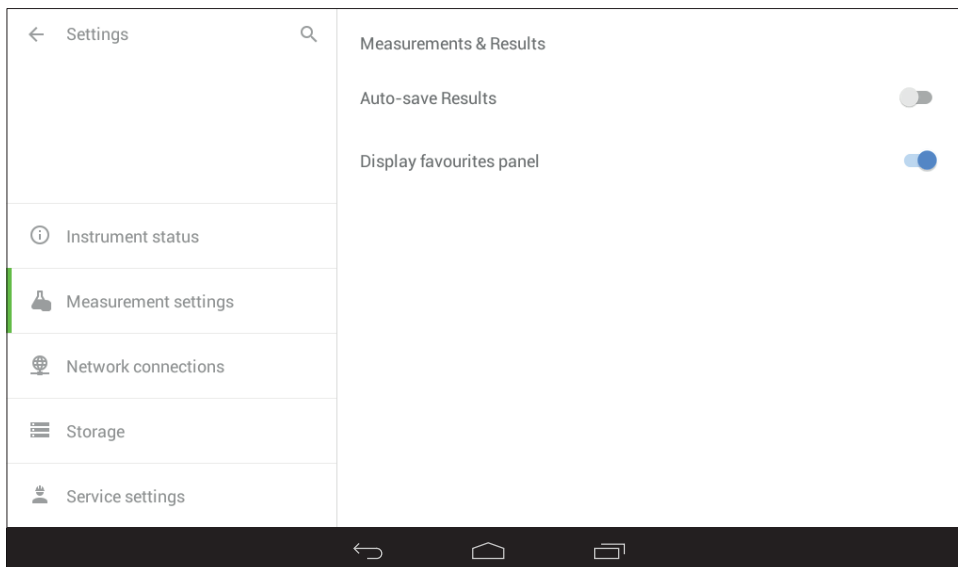 Settings
Measurements & Results
Auto-save Results
Display favourites panel
Instrument status
Measurement settings
Network connections
Storage
Service settings